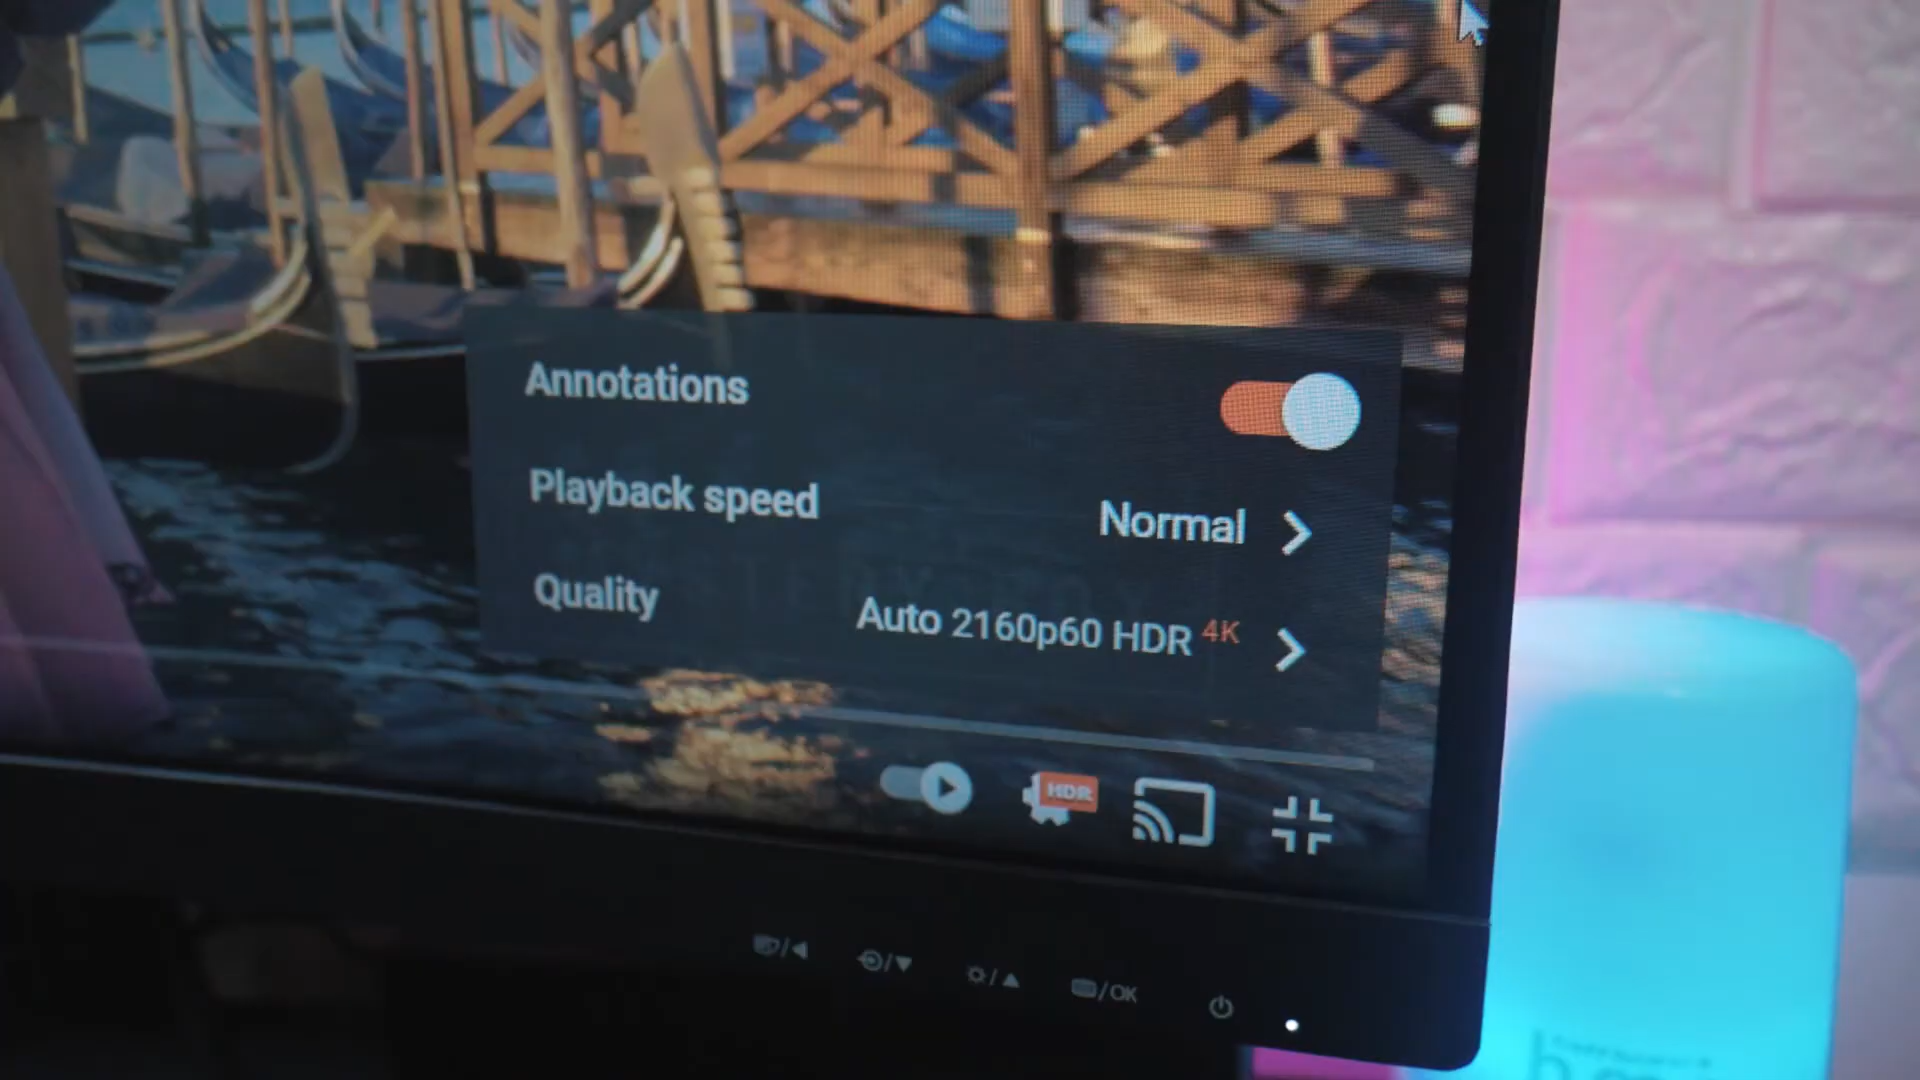 Annotations
Playback speed
Normal
Quality
Auto 2160p60 HDR 4K
HDR
/OK